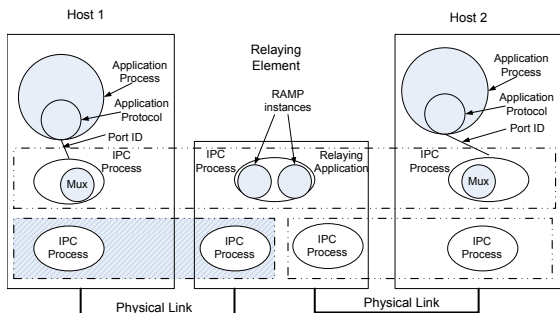 Host 1
Application
Process
Application
Protocol
Port ID
IPC
Process
Mux
IPC
Process
Relaying
Element
RAMP
instances
IPC
Process
Relaying
Application
IPC
Process
IPC
Process
Host 2
Application
Process
Application
Protocol
Port ID
IPC
Process
Mux
IPC
Process
Physical Link
Physical Link